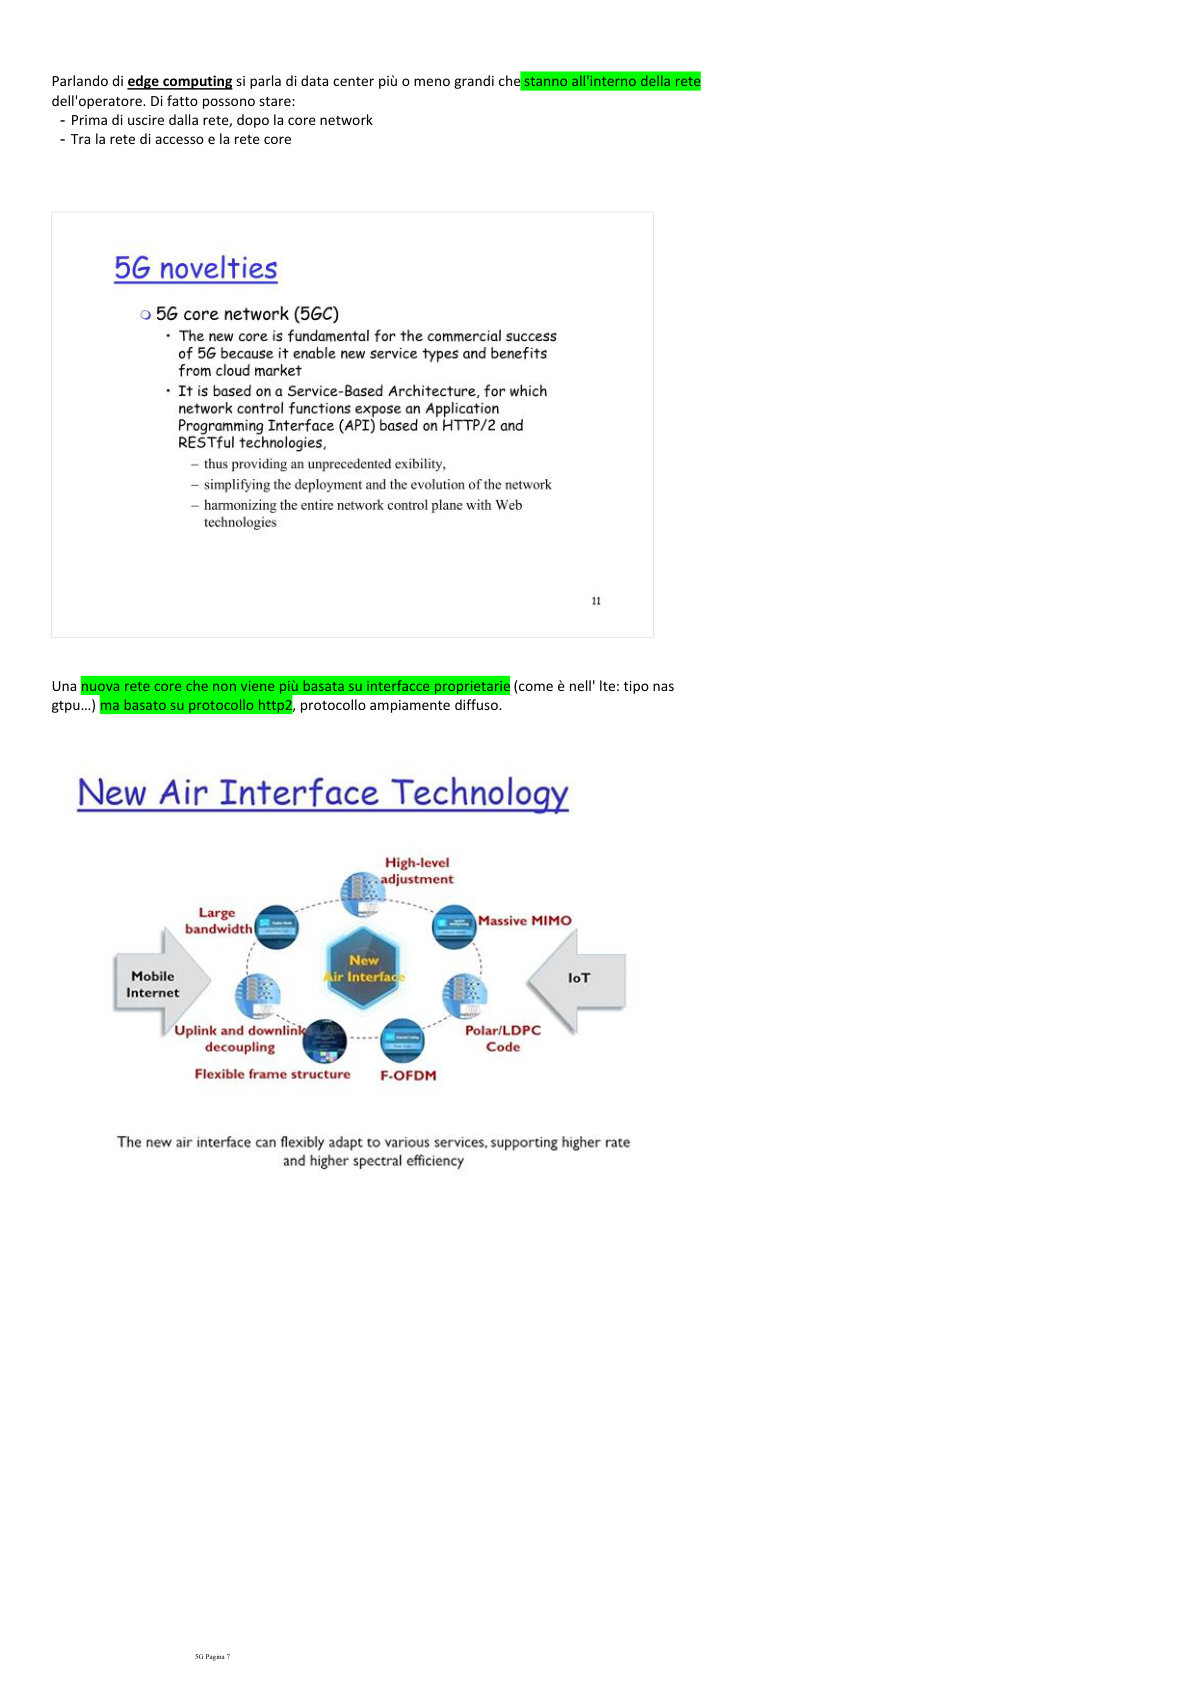 Parlando di edge computing si parla di data center più o meno grandi che stanno all'interno della rete
dell'operatore. Di fatto possono stare:
- Prima di uscire dalla rete, dopo la core network
- Tra la rete di accesso e la rete core
5G novelties
5G core network (5GC)
• The new core is fundamental for the commercial success
of 5G because it enable new service types and benefits
from cloud market
• It is based on a Service-Based Architecture, for which
network control functions expose an Application
Programming Interface (API) based on HTTP/2 and
RESTful technologies,
– thus providing an unprecedented exibility,
– simplifying the deployment and the evolution of the network
– harmonizing the entire network control plane with Web
technologies
11
Una nuova rete core che non viene più basata su interfacce proprietarie (come è nell' lte: tipo nas
gtpu…) ma basato su protocollo http2, protocollo ampiamente diffuso.
New Air Interface Technology
High-level
adjustment
Large
bandwidth
Massive MIMO
New
Air Interface
Mobile
Internet
IoT
Uplink and downlink
decoupling
Polar/LDPC
Code
Flexible frame structure
F-OFDM
The new air interface can flexibly adapt to various services, supporting higher rate
and higher spectral efficiency
5G Pagina 7